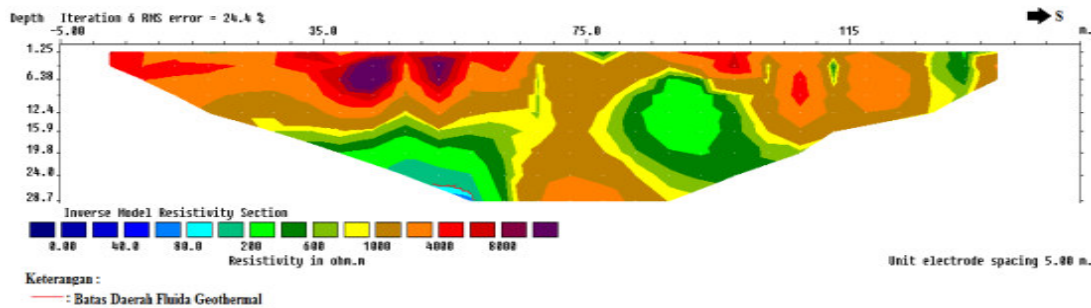 Depth Iteration 6 RMS error = 24.4 %
S
-5.00 35.0 75.0 115 m.
1.25
6.38
12.4
15.9
19.8
24.0
28.7
Inverse Model Resistivity Section
0.00 40.0 80.0 200 600 1000 4000 8000
Resistivity in ohm.m
Unit electrode spacing 5.00 m.
Keterangan :
: Batas Daerah Fluida Geothermal